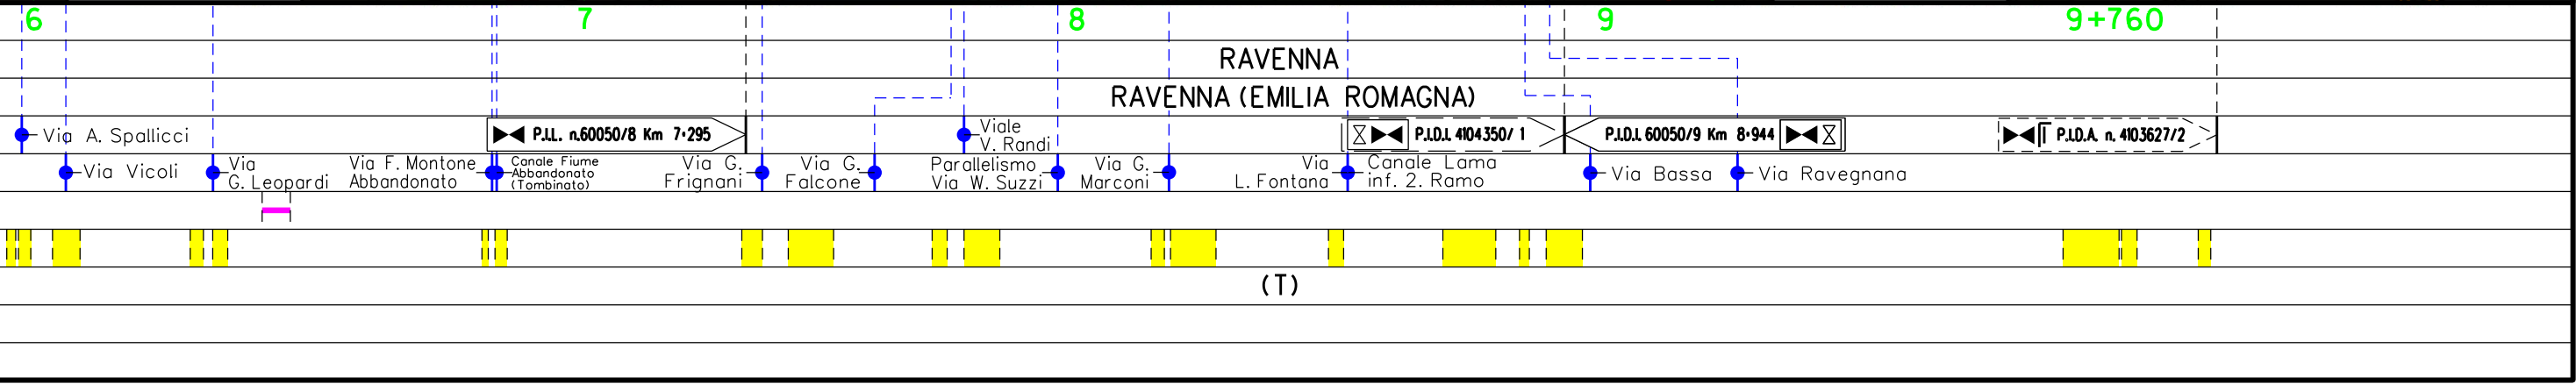 6 7 8 9 9+760
RAVENNA
RAVENNA (EMILIA ROMAGNA)
Via A. Spallicci
P.I.L. n.60050/8 Km 7+295
Viale
V. Randi
P.I.D.I. 4104350/ 1
P.I.D.I. 60050/9 Km 8+944
P.I.D.A. n. 4103627/2
Via Vicoli
Via
G. Leopardi
Via F. Montone
Abbandonato
Canale Fiume
Abbandonato
(Tombinato)
Via G.
Frignani
Via G.
Falcone
Parallelismo
Via W. Suzzi
Via G.
Marconi
Via
L. Fontana
Canale Lama
inf. 2. Ramo
Via Bassa
Via Ravegnana
(T)